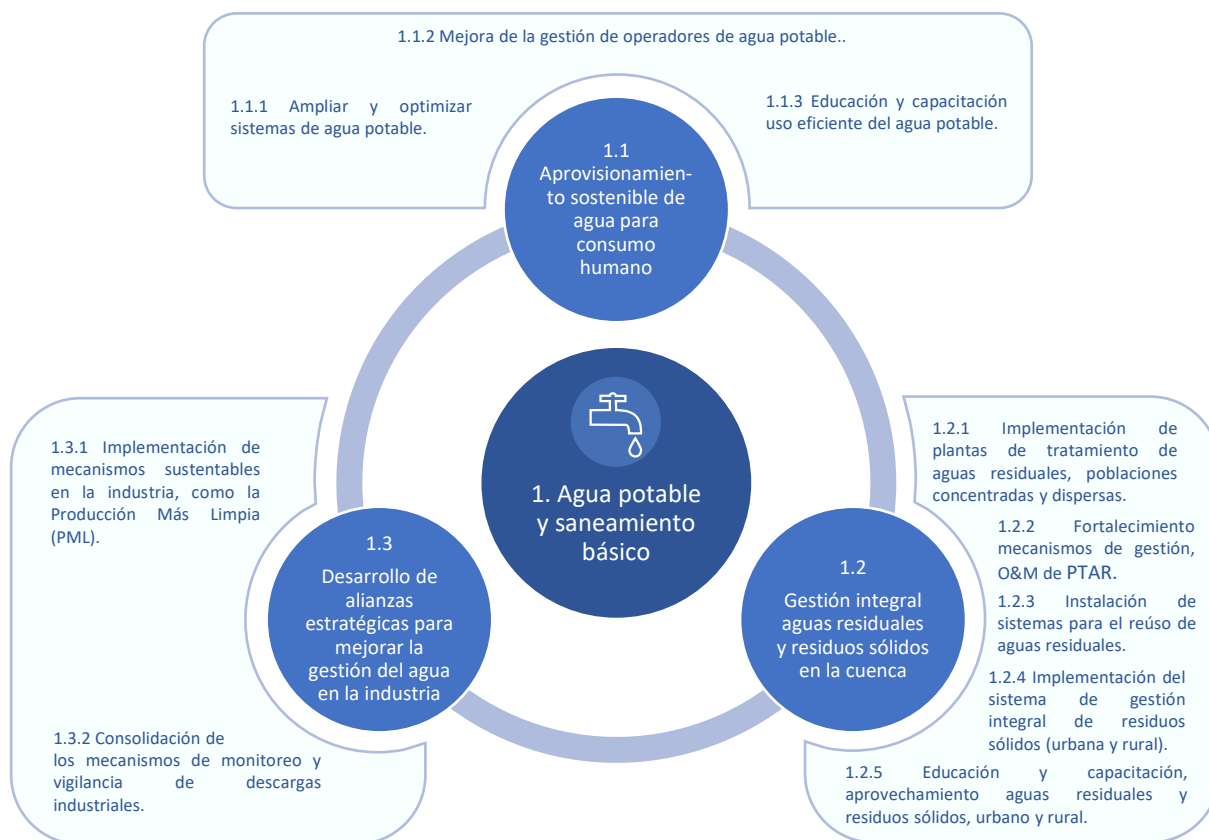 1.1.2 Mejora de la gestión de operadores de agua potable..
1.1.1 Ampliar y optimizar
sistemas de agua potable.
1.1.3 Educación y capacitación
uso eficiente del agua potable.
1.1
Aprovisionamien-
to sostenible de
agua para
consumo
humano
1. Agua potable
y saneamiento
básico
1.3.1 Implementación de
mecanismos sustentables
en la industria, como la
Producción Más Limpia
(PML).
1.3
Desarrollo de
alianzas
estratégicas para
mejorar la
gestión del agua
en la industria
1.3.2 Consolidación de
los mecanismos de monitoreo y
vigilancia de descargas
industriales.
1.2
Gestión integral
aguas residuales
y residuos sólidos
en la cuenca
1.2.1 Implementación de
plantas de tratamiento de
aguas residuales, poblaciones
concentradas y dispersas.
1.2.2 Fortalecimiento
mecanismos de gestión,
O&M de PTAR.
1.2.3 Instalación de
sistemas para el reúso de
aguas residuales.
1.2.4 Implementación del
sistema de gestión
integral de residuos
sólidos (urbana y rural).
1.2.5 Educación y capacitación,
aprovechamiento aguas residuales y
residuos sólidos, urbano y rural.